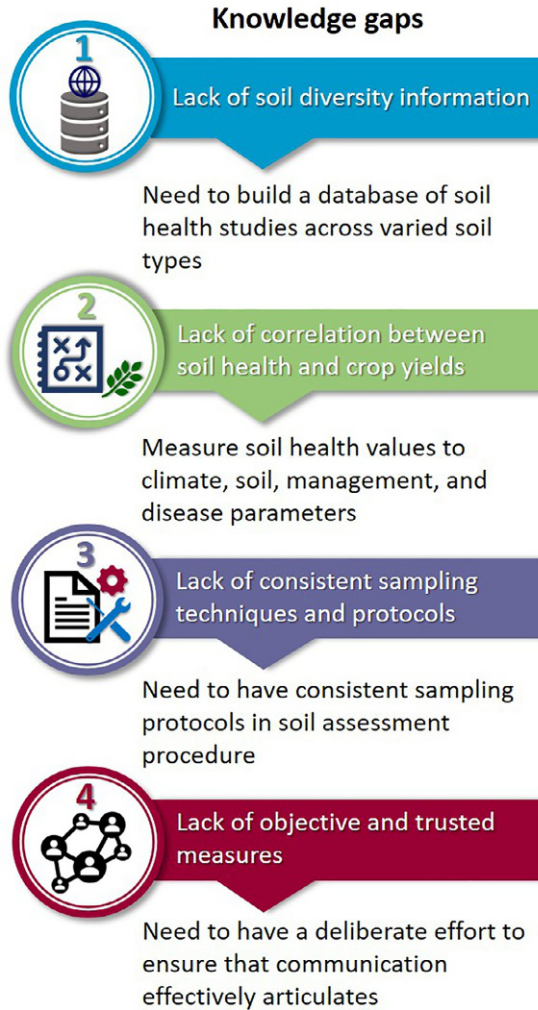 Knowledge gaps
1
Lack of soil diversity information
Need to build a database of soil
health studies across varied soil
types
2
Lack of correlation between
soil health and crop yields
Measure soil health values to
climate, soil, management, and
disease parameters
3
Lack of consistent sampling
techniques and protocols
Need to have consistent sampling
protocols in soil assessment
procedure
4
Lack of objective and trusted
measures
Need to have a deliberate effort to
ensure that communication
effectively articulates